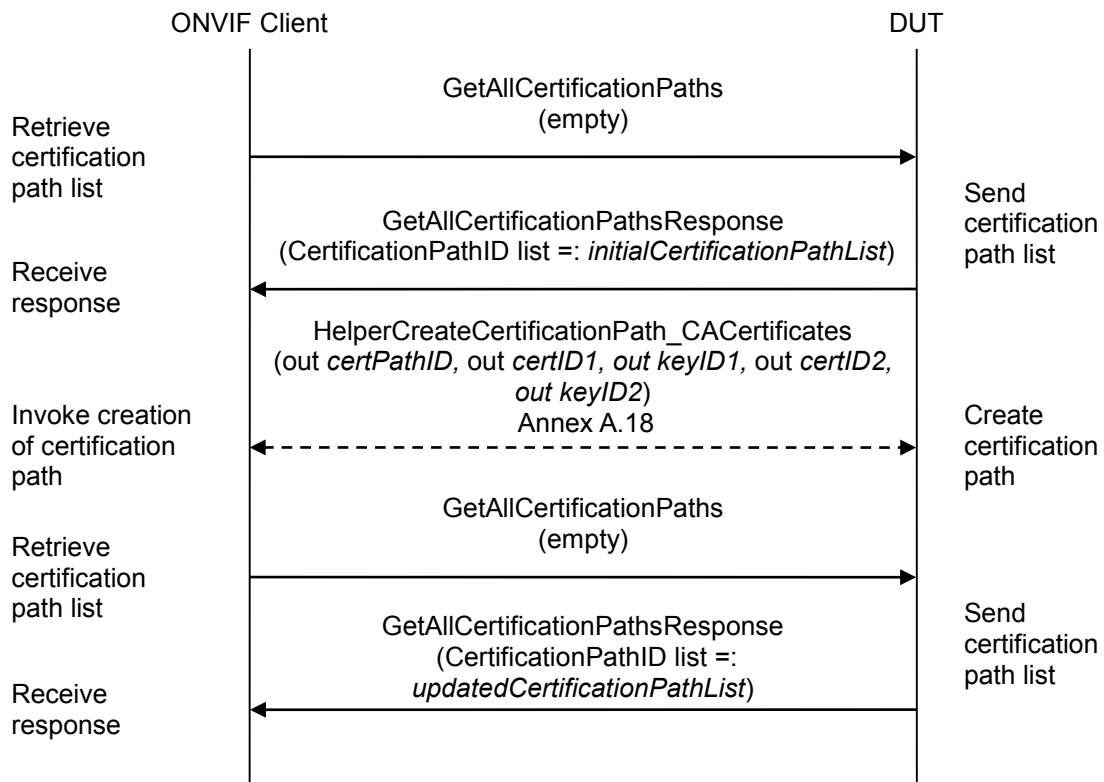 ONVIF Client
DUT
GetAllCertificationPaths
(empty)
Retrieve
certification
path list
Send
certification
path list
GetAllCertificationPathsResponse
(CertificationPathID list =: initialCertificationPathList)
Receive
response
HelperCreateCertificationPath_CACertificates
(out certPathID, out certID1, out keyID1, out certID2,
out keyID2)
Annex A.18
Invoke creation
of certification
path
Create
certification
path
GetAllCertificationPaths
(empty)
Retrieve
certification
path list
Send
certification
path list
GetAllCertificationPathsResponse
(CertificationPathID list =:
updatedCertificationPathList)
Receive
response